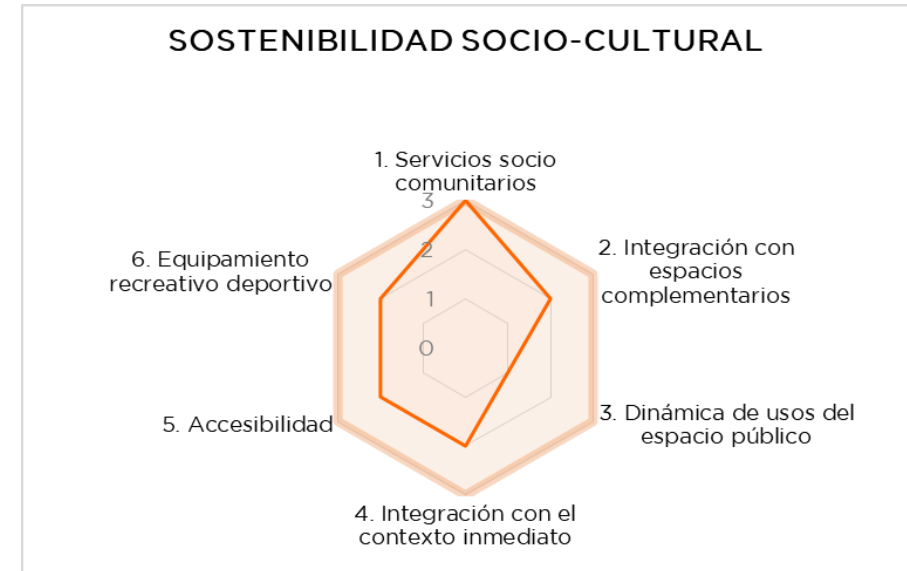 SOSTENIBILIDAD SOCIO-CULTURAL
1. Servicios socio
comunitarios
3
2
1
0
2. Integración con
espacios
complementarios
3. Dinámica de usos del
espacio público
4. Integración con el
contexto inmediato
5. Accesibilidad
6. Equipamiento
recreativo deportivo